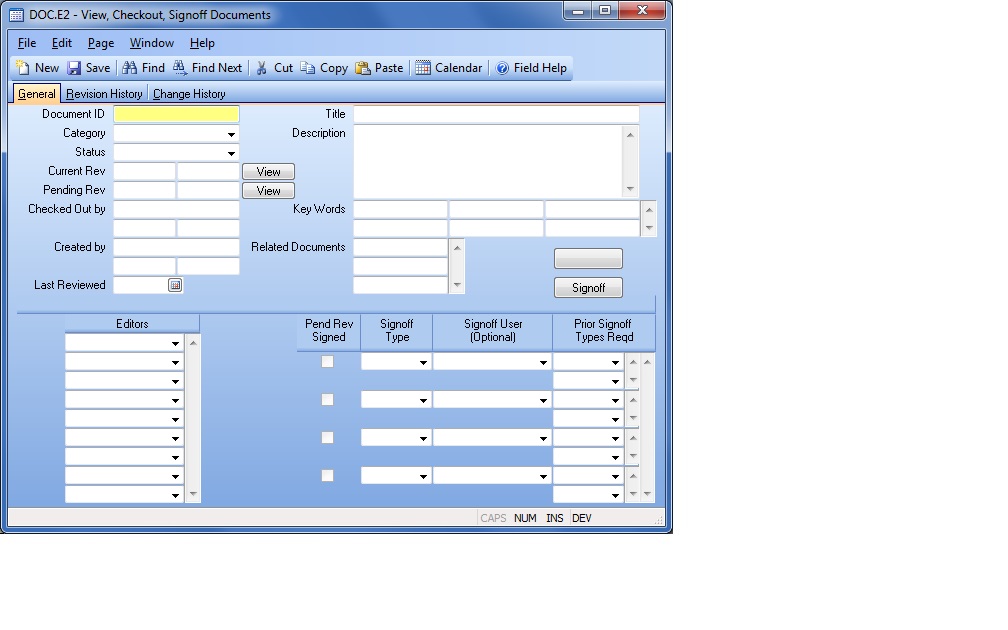 DOC.E2 - View, Checkout, Signoff Documents
File Edit Page Window Help
New Save Find Find Next Cut Copy Paste Calendar Field Help
General Revision History Change History
Document ID Title
Category Description
Status
Current Rev View
Pending Rev View
Checked Out by Key Words
Created by Related Documents
Last Reviewed Signoff
Editors Pend Rev Signoff Signoff User Prior Signoff
Signed Type (Optional) Types Reqd
CAPS NUM INS DEV